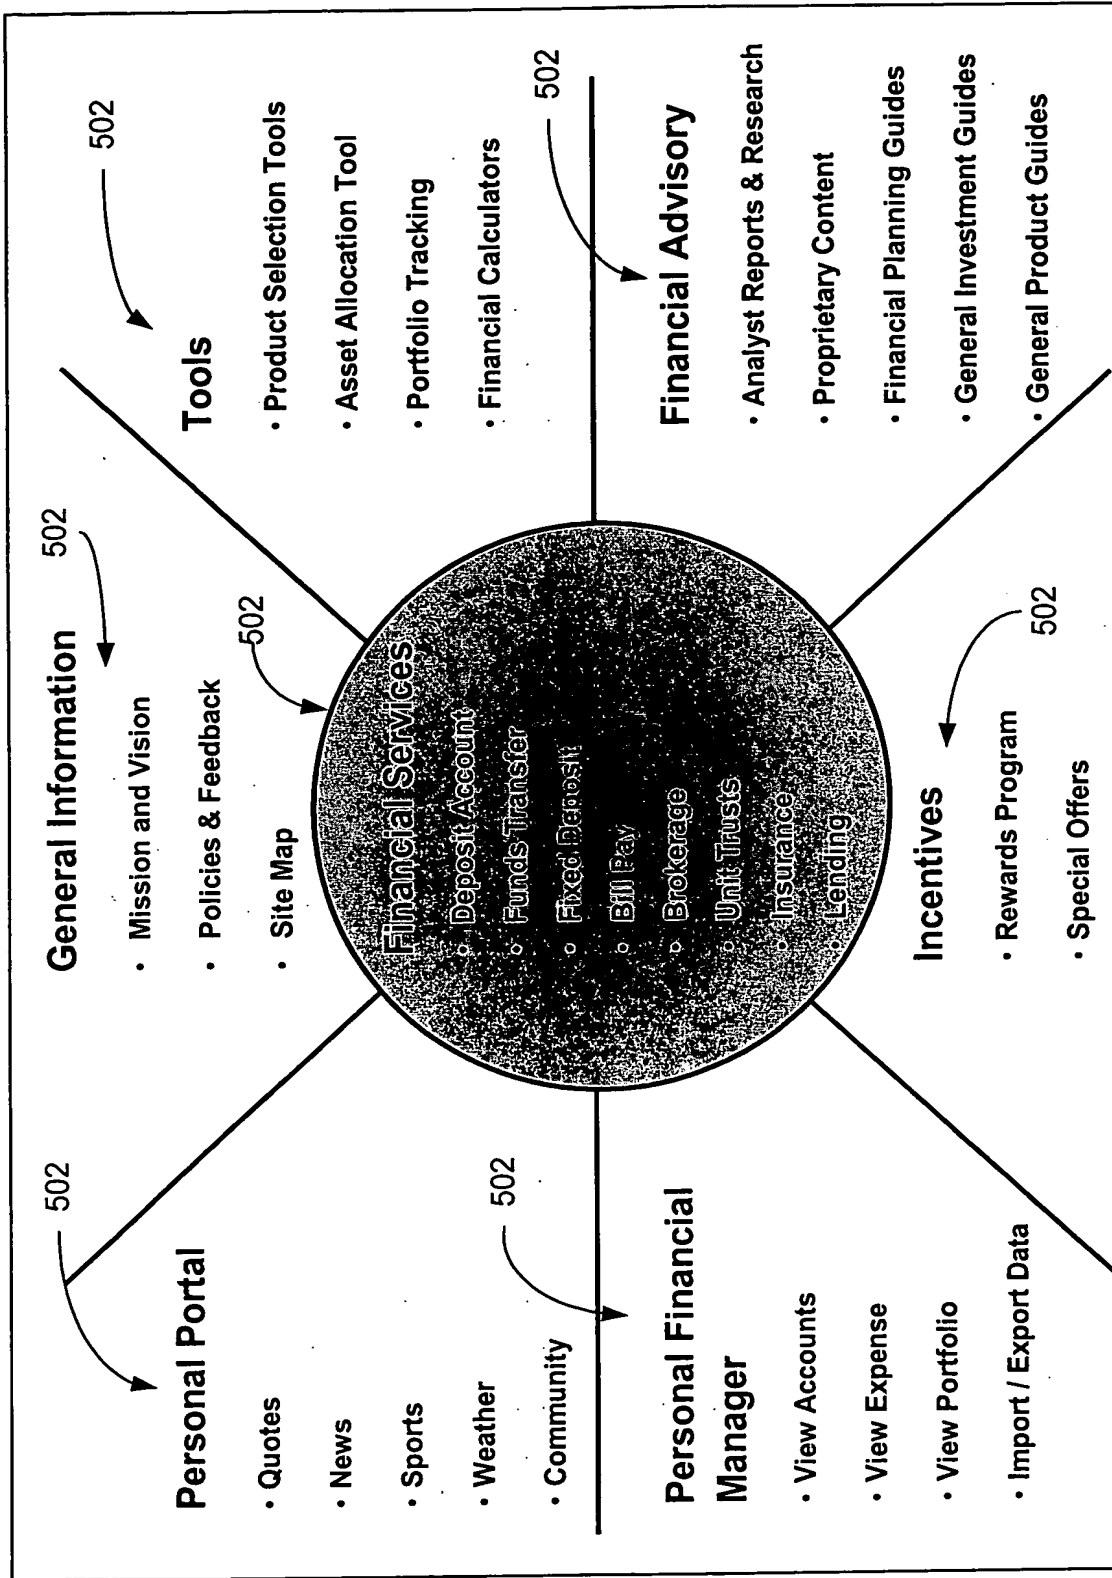 502
Personal Portal
• Quotes
• News
• Sports
• Weather
• Community
502
General Information
• Mission and Vision
• Policies & Feedback
• Site Map
502
Tools
• Product Selection Tools
• Asset Allocation Tool
• Portfolio Tracking
• Financial Calculators
502
Financial Services
• Deposit Account
• Funds Transfer
• Fixed Deposit
• Bill Pay
• Brokerage
• Unit Trusts
• Insurance
• Lending
502
Personal Financial
Manager
• View Accounts
• View Expense
• View Portfolio
• Import / Export Data
Incentives
• Rewards Program
• Special Offers
502
502
Financial Advisory
• Analyst Reports & Research
• Proprietary Content
• Financial Planning Guides
• General Investment Guides
• General Product Guides